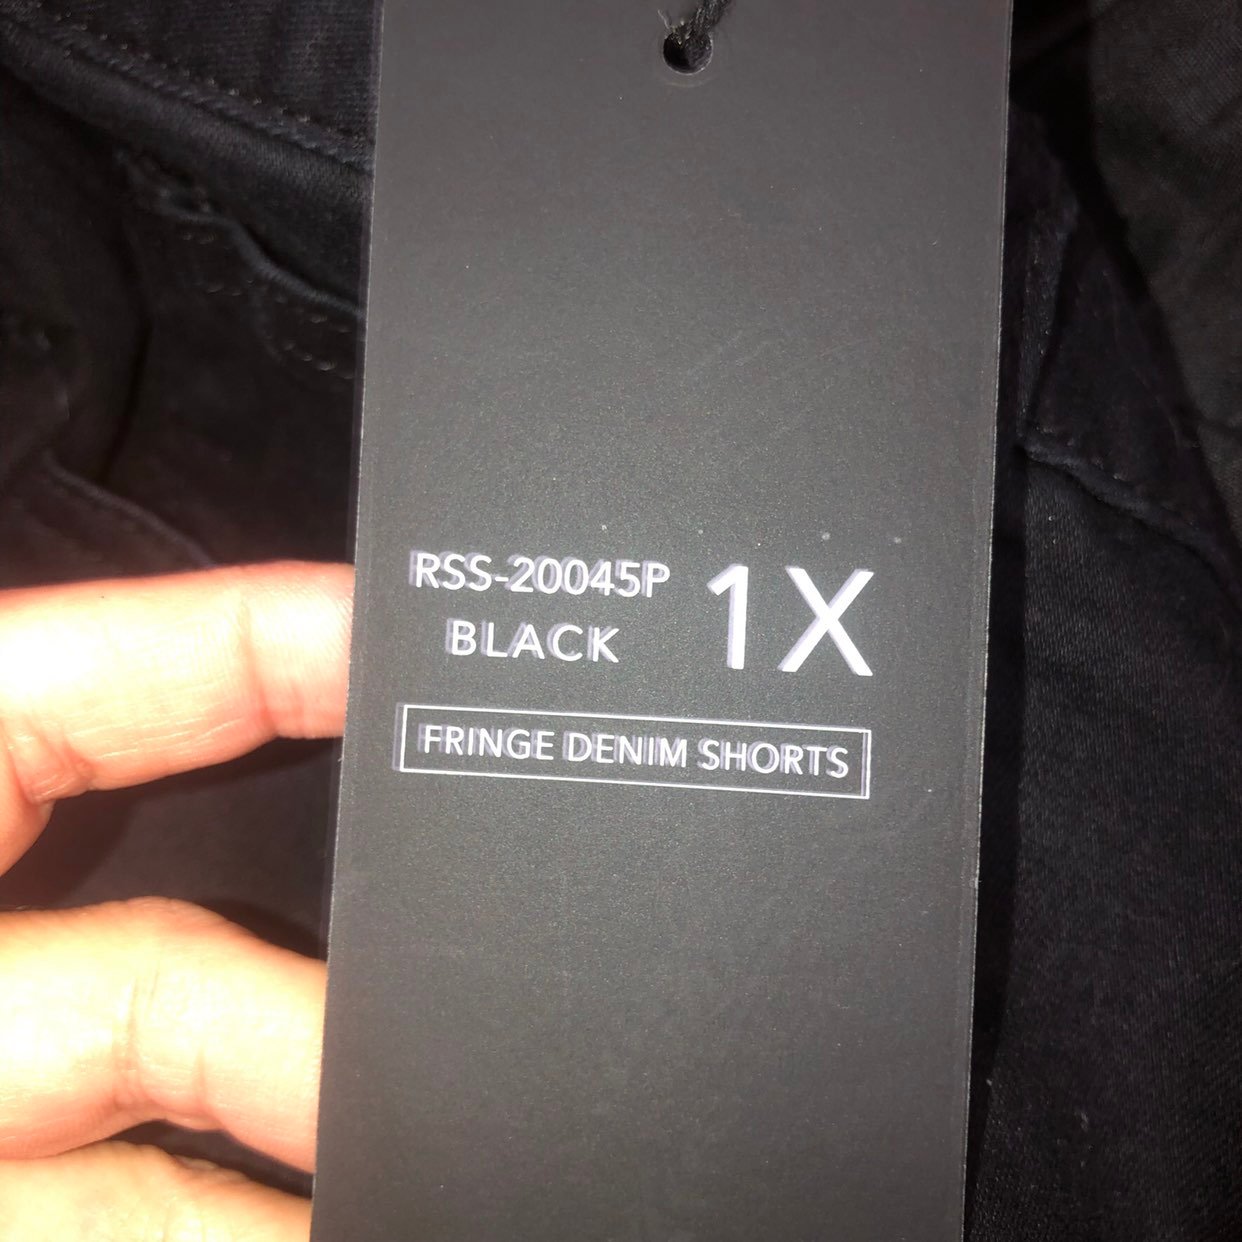 RSS-20045P 1X
BLACK
FRINGE DENIM SHORTS